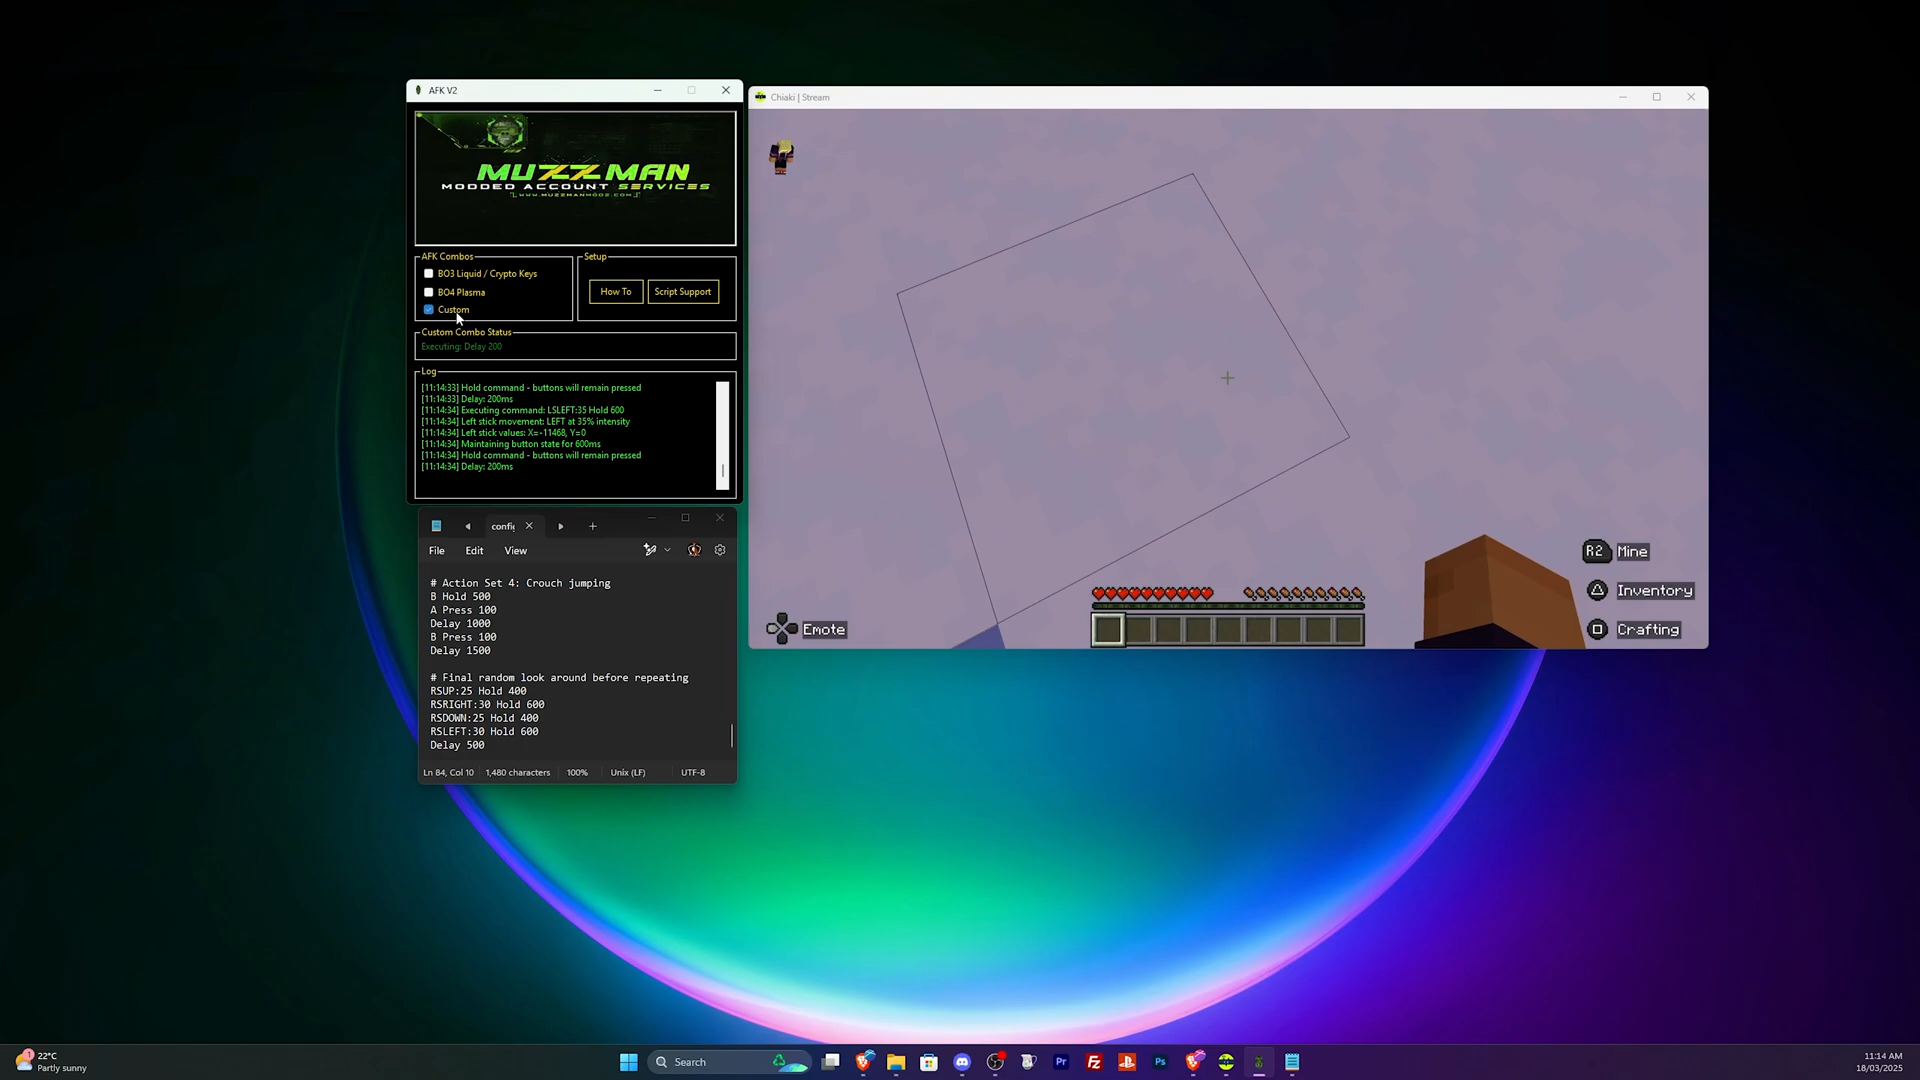 AFK V2
MUZZMAN
MODDED ACCOUNT SERVICES
WWW.MUZZMANMODZ.COM
AFK Combos
BO3 Liquid / Crypto Keys
BO4 Plasma
Custom
Setup
How To
Script Support
Custom Combo Status
Executing: Delay 200
Log
[11:14:33] Hold command - buttons will remain pressed
[11:14:33] Delay: 200ms
[11:14:34] Executing command: LSLEFT:35 Hold 600
[11:14:34] Left stick movement: LEFT at 35% intensity
[11:14:34] Left stick values: X=-11468, Y=0
[11:14:34] Maintaining button state for 600ms
[11:14:34] Hold command - buttons will remain pressed
[11:14:34] Delay: 200ms
config
File Edit View
# Action Set 4: Crouch jumping
B Hold 500
A Press 100
Delay 1000
B Press 100
Delay 1500
# Final random look around before repeating
RSUP:25 Hold 400
RSRIGHT:30 Hold 600
RSDOWN:25 Hold 400
RSLEFT:30 Hold 600
Delay 500
Ln 84, Col 10 1,480 characters 100% Unix (LF) UTF-8
Chiaki | Stream
R2 Mine
Inventory
Crafting
Emote
1
22°C
Partly sunny
Search
Pr
FZ
Ps
11:14 AM
18/03/2025